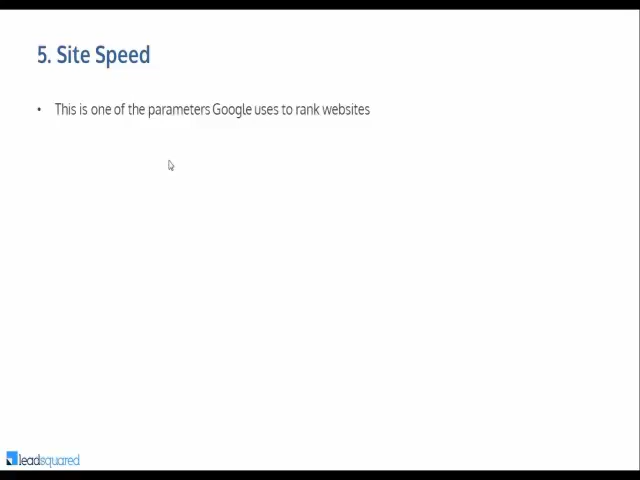 5. Site Speed
• This is one of the parameters Google uses to rank websites
leadsquared